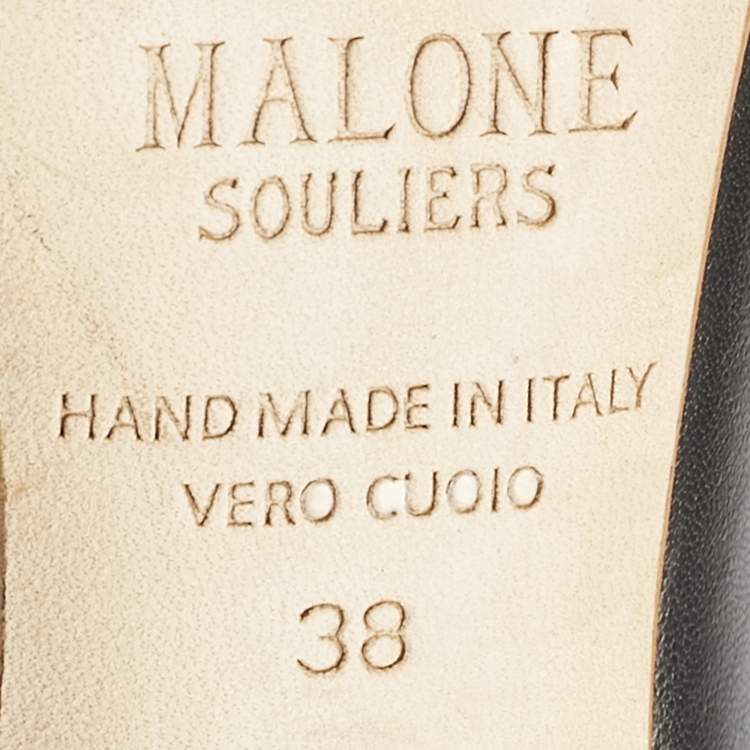 MALONE
SOULIERS
HAND MADE IN ITALY
VERO CUOIO
38